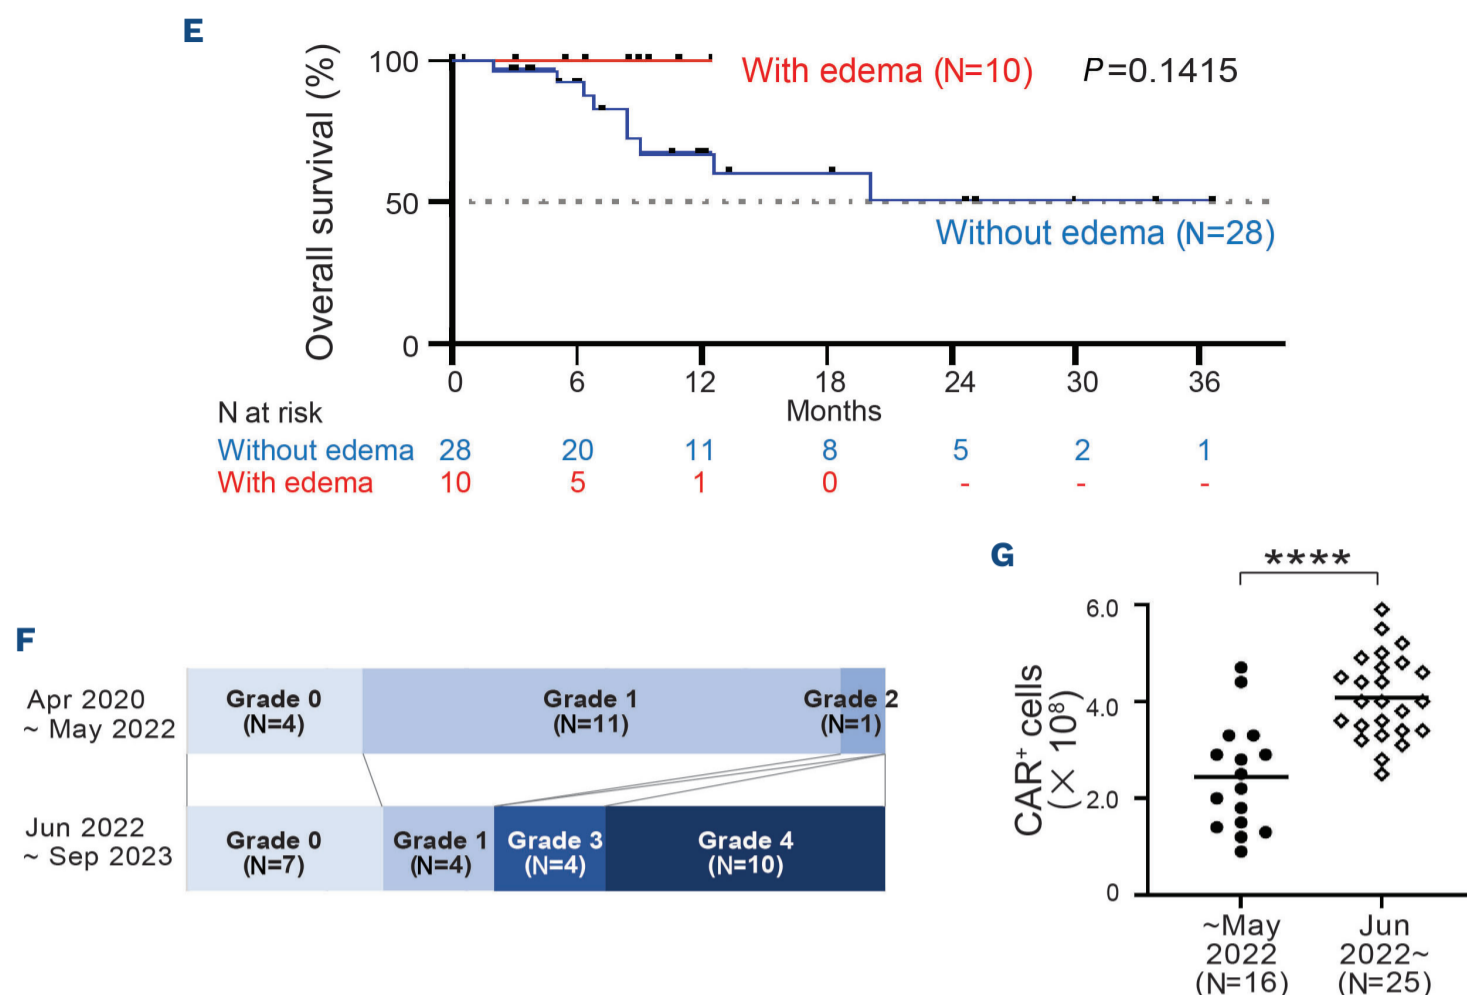 E
Overall survival (%)
100
50
0
With edema (N=10) P=0.1415
Without edema (N=28)
0 6 12 18 24 30 36
Months
N at risk
Without edema 28 20 11 8 5 2 1
With edema 10 5 1 0 - - -
F
Apr 2020
~ May 2022
Grade 0
(N=4)
Grade 1
(N=11)
Grade 2
(N=1)
Jun 2022
~ Sep 2023
Grade 0
(N=7)
Grade 1
(N=4)
Grade 3
(N=4)
Grade 4
(N=10)
G
****
CAR⁺ cells
(× 10⁸)
6.0
4.0
2.0
0
~May
2022
(N=16)
Jun
2022~
(N=25)